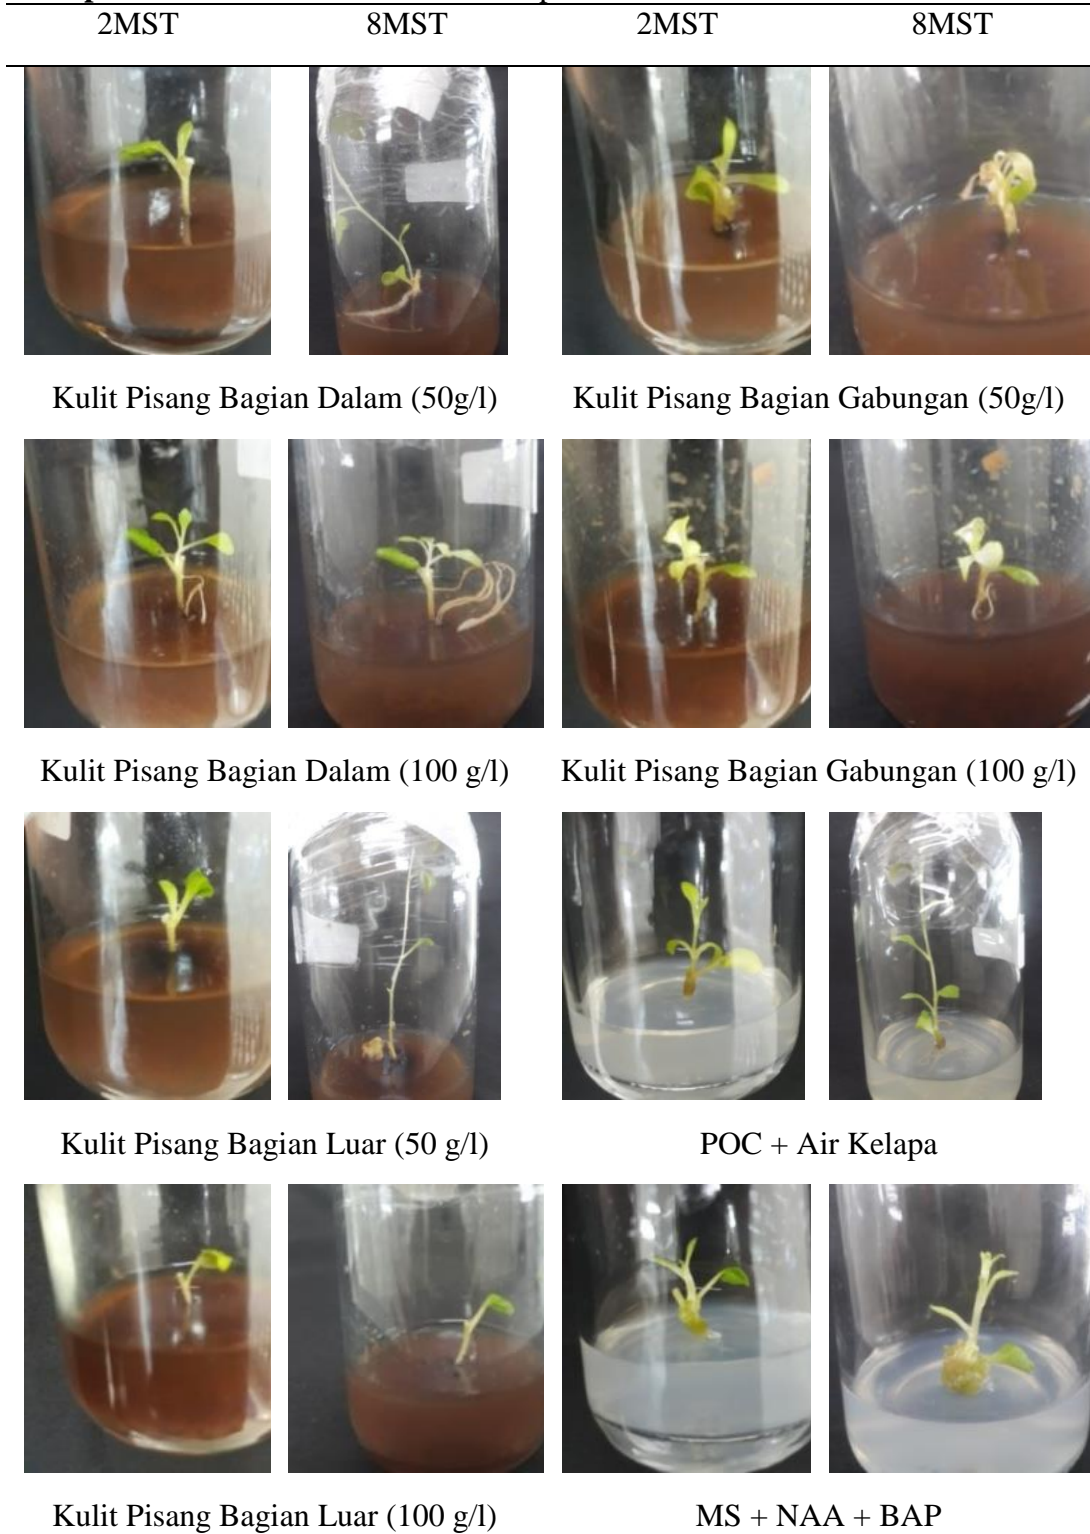 2MST 8MST 2MST 8MST
Kulit Pisang Bagian Dalam (50g/l) Kulit Pisang Bagian Gabungan (50g/l)
Kulit Pisang Bagian Dalam (100 g/l) Kulit Pisang Bagian Gabungan (100 g/l)
Kulit Pisang Bagian Luar (50 g/l) POC + Air Kelapa
Kulit Pisang Bagian Luar (100 g/l) MS + NAA + BAP